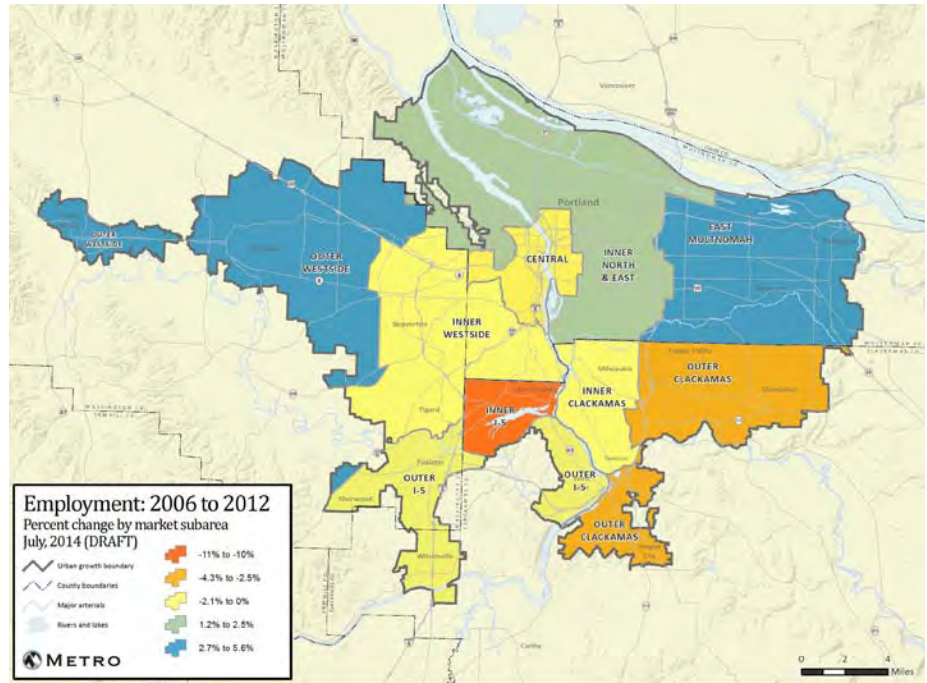 Vancouver
Portland
OUTER
WESTSIDE
OUTER
WESTSIDE
EAST
MULTNOMAH
CENTRAL
INNER
NORTH
& EAST
Beaverton
INNER
WESTSIDE
Milwaukie
OUTER
CLACKAMAS
INNER
CLACKAMAS
INNER
I-5
Tigard
Tualatin
OUTER
I-5
OUTER
I-5
Sherwood
OUTER
CLACKAMAS
Wilsonville
Canby
Employment: 2006 to 2012
Percent change by market subarea
July, 2014 (DRAFT)
Urban growth boundary
County boundaries
Major arterials
Rivers and lakes
-11% to -10%
-4.3% to -2.5%
-2.1% to 0%
1.2% to 2.5%
2.7% to 5.6%
METRO
0 2 4
Miles